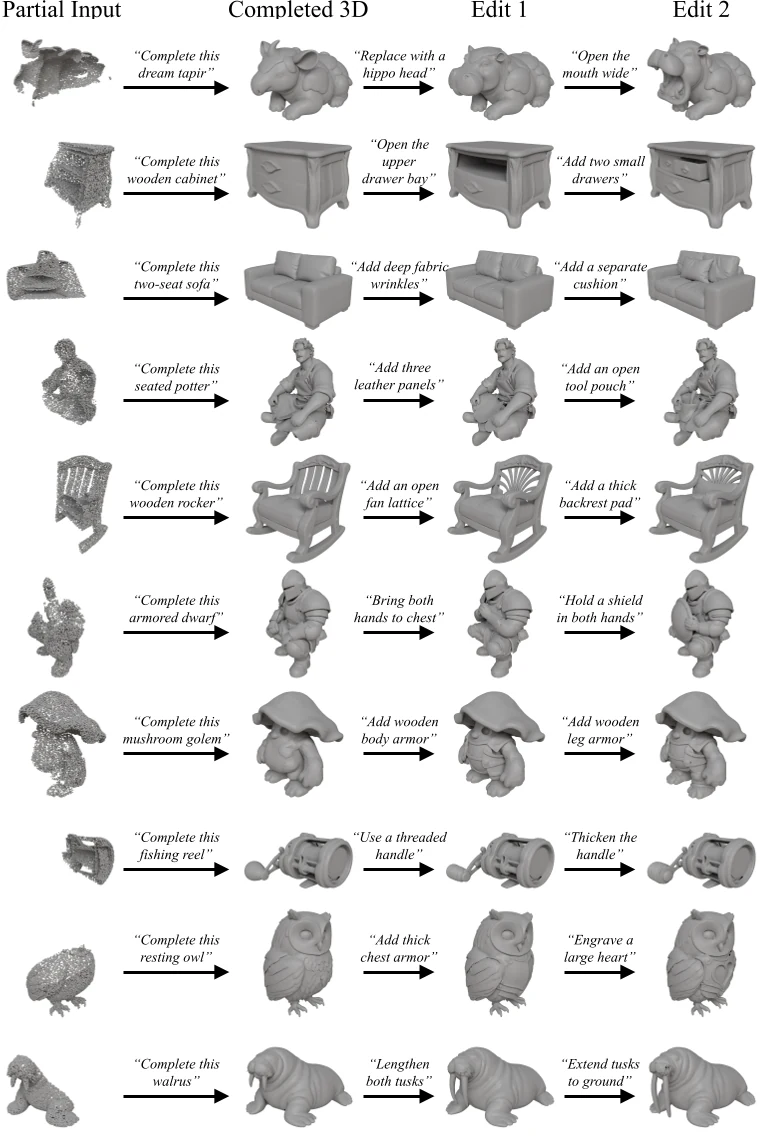 Partial Input Completed 3D Edit 1 Edit 2
“Complete this “Replace with a “Open the
dream tapir” hippo head” mouth wide”
“Complete this “Open the “Add two small
wooden cabinet” upper drawers”
drawer bay”
“Complete this “Add deep fabric “Add a separate
two-seat sofa” wrinkles” cushion”
“Complete this “Add three “Add an open
seated potter” leather panels” tool pouch”
“Complete this “Add an open “Add a thick
wooden rocker” fan lattice” backrest pad”
“Complete this “Bring both “Hold a shield
armored dwarf” hands to chest” in both hands”
“Complete this “Add wooden “Add wooden
mushroom golem” body armor” leg armor”
“Complete this “Use a threaded “Thicken the
fishing reel” handle” handle”
“Complete this “Add thick “Engrave a
resting owl” chest armor” large heart”
“Complete this “Lengthen “Extend tusks
walrus” both tusks” to ground”